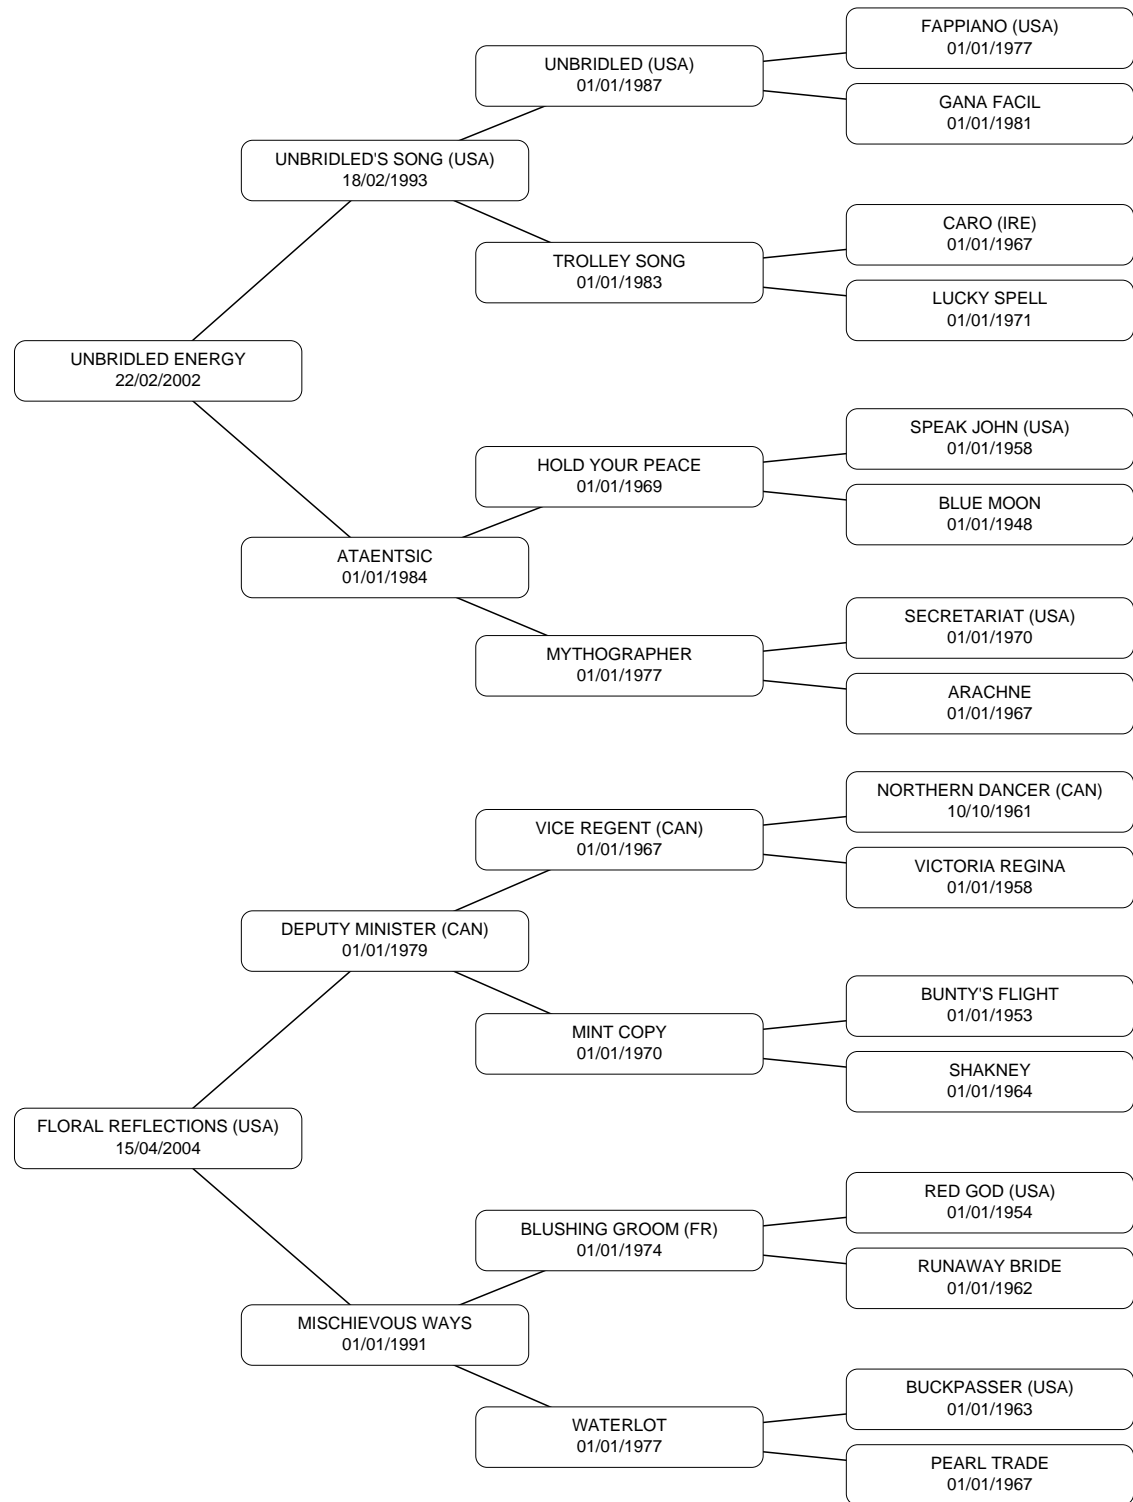 FAPPIANO (USA)
01/01/1977
UNBRIDLED (USA)
01/01/1987
GANA FACIL
01/01/1981
UNBRIDLED'S SONG (USA)
18/02/1993
CARO (IRE)
01/01/1967
TROLLEY SONG
01/01/1983
LUCKY SPELL
01/01/1971
UNBRIDLED ENERGY
22/02/2002
SPEAK JOHN (USA)
01/01/1958
HOLD YOUR PEACE
01/01/1969
BLUE MOON
01/01/1948
ATAENTSIC
01/01/1984
SECRETARIAT (USA)
01/01/1970
MYTHOGRAPHER
01/01/1977
ARACHNE
01/01/1967
NORTHERN DANCER (CAN)
10/10/1961
VICE REGENT (CAN)
01/01/1967
VICTORIA REGINA
01/01/1958
DEPUTY MINISTER (CAN)
01/01/1979
BUNTY'S FLIGHT
01/01/1953
MINT COPY
01/01/1970
SHAKNEY
01/01/1964
FLORAL REFLECTIONS (USA)
15/04/2004
RED GOD (USA)
01/01/1954
BLUSHING GROOM (FR)
01/01/1974
RUNAWAY BRIDE
01/01/1962
MISCHIEVOUS WAYS
01/01/1991
BUCKPASSER (USA)
01/01/1963
WATERLOT
01/01/1977
PEARL TRADE
01/01/1967